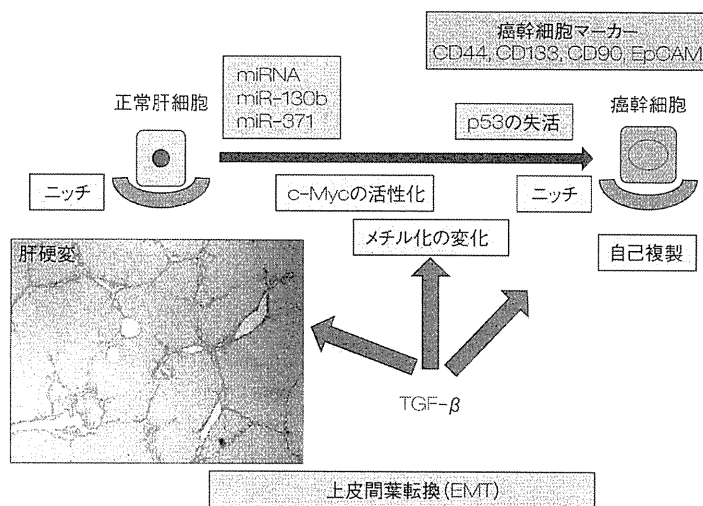 癌幹細胞マーカー
CD44, CD133, CD90, EpCAM
miRNA
miR-130b
miR-371
正常肝細胞
p53の失活
癌幹細胞
ニッチ
c-Mycの活性化
ニッチ
メチル化の変化
自己複製
肝硬変
TGF-β
上皮間葉転換(EMT)